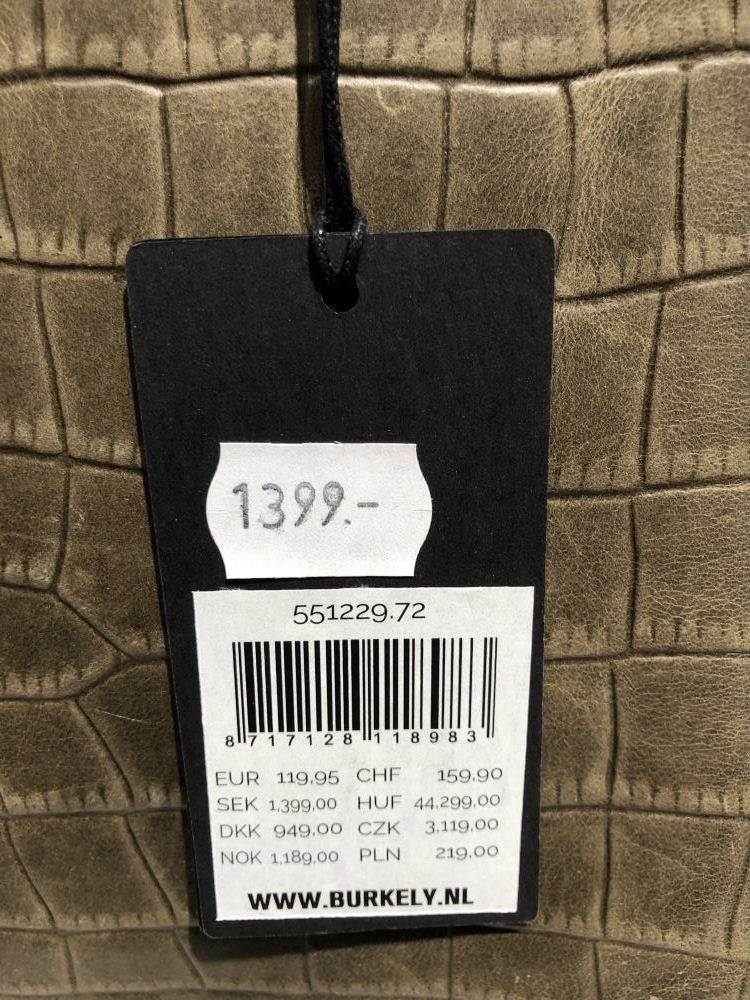 1399.-
551229.72
8 717128 118983
EUR 119,95 CHF 159,90
SEK 1.399,00 HUF 44.299,00
DKK 949,00 CZK 3.119,00
NOK 1.189,00 PLN 219,00
WWW.BURKELY.NL